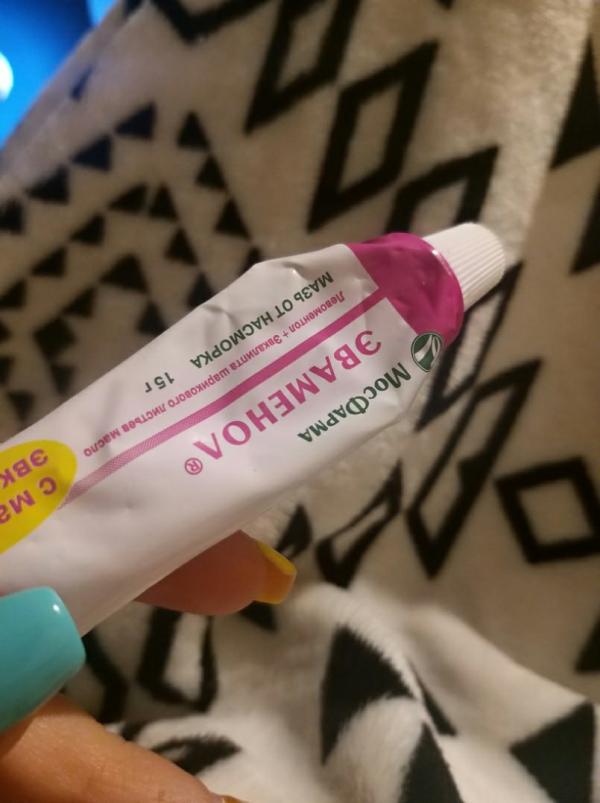 МосФАРМА
ЭВАМЕНОЛ®
Левоментол + Эвкалипта шарикового листьев масло
МАЗЬ ОТ НАСМОРКА 15 г
С МА
ЭВК